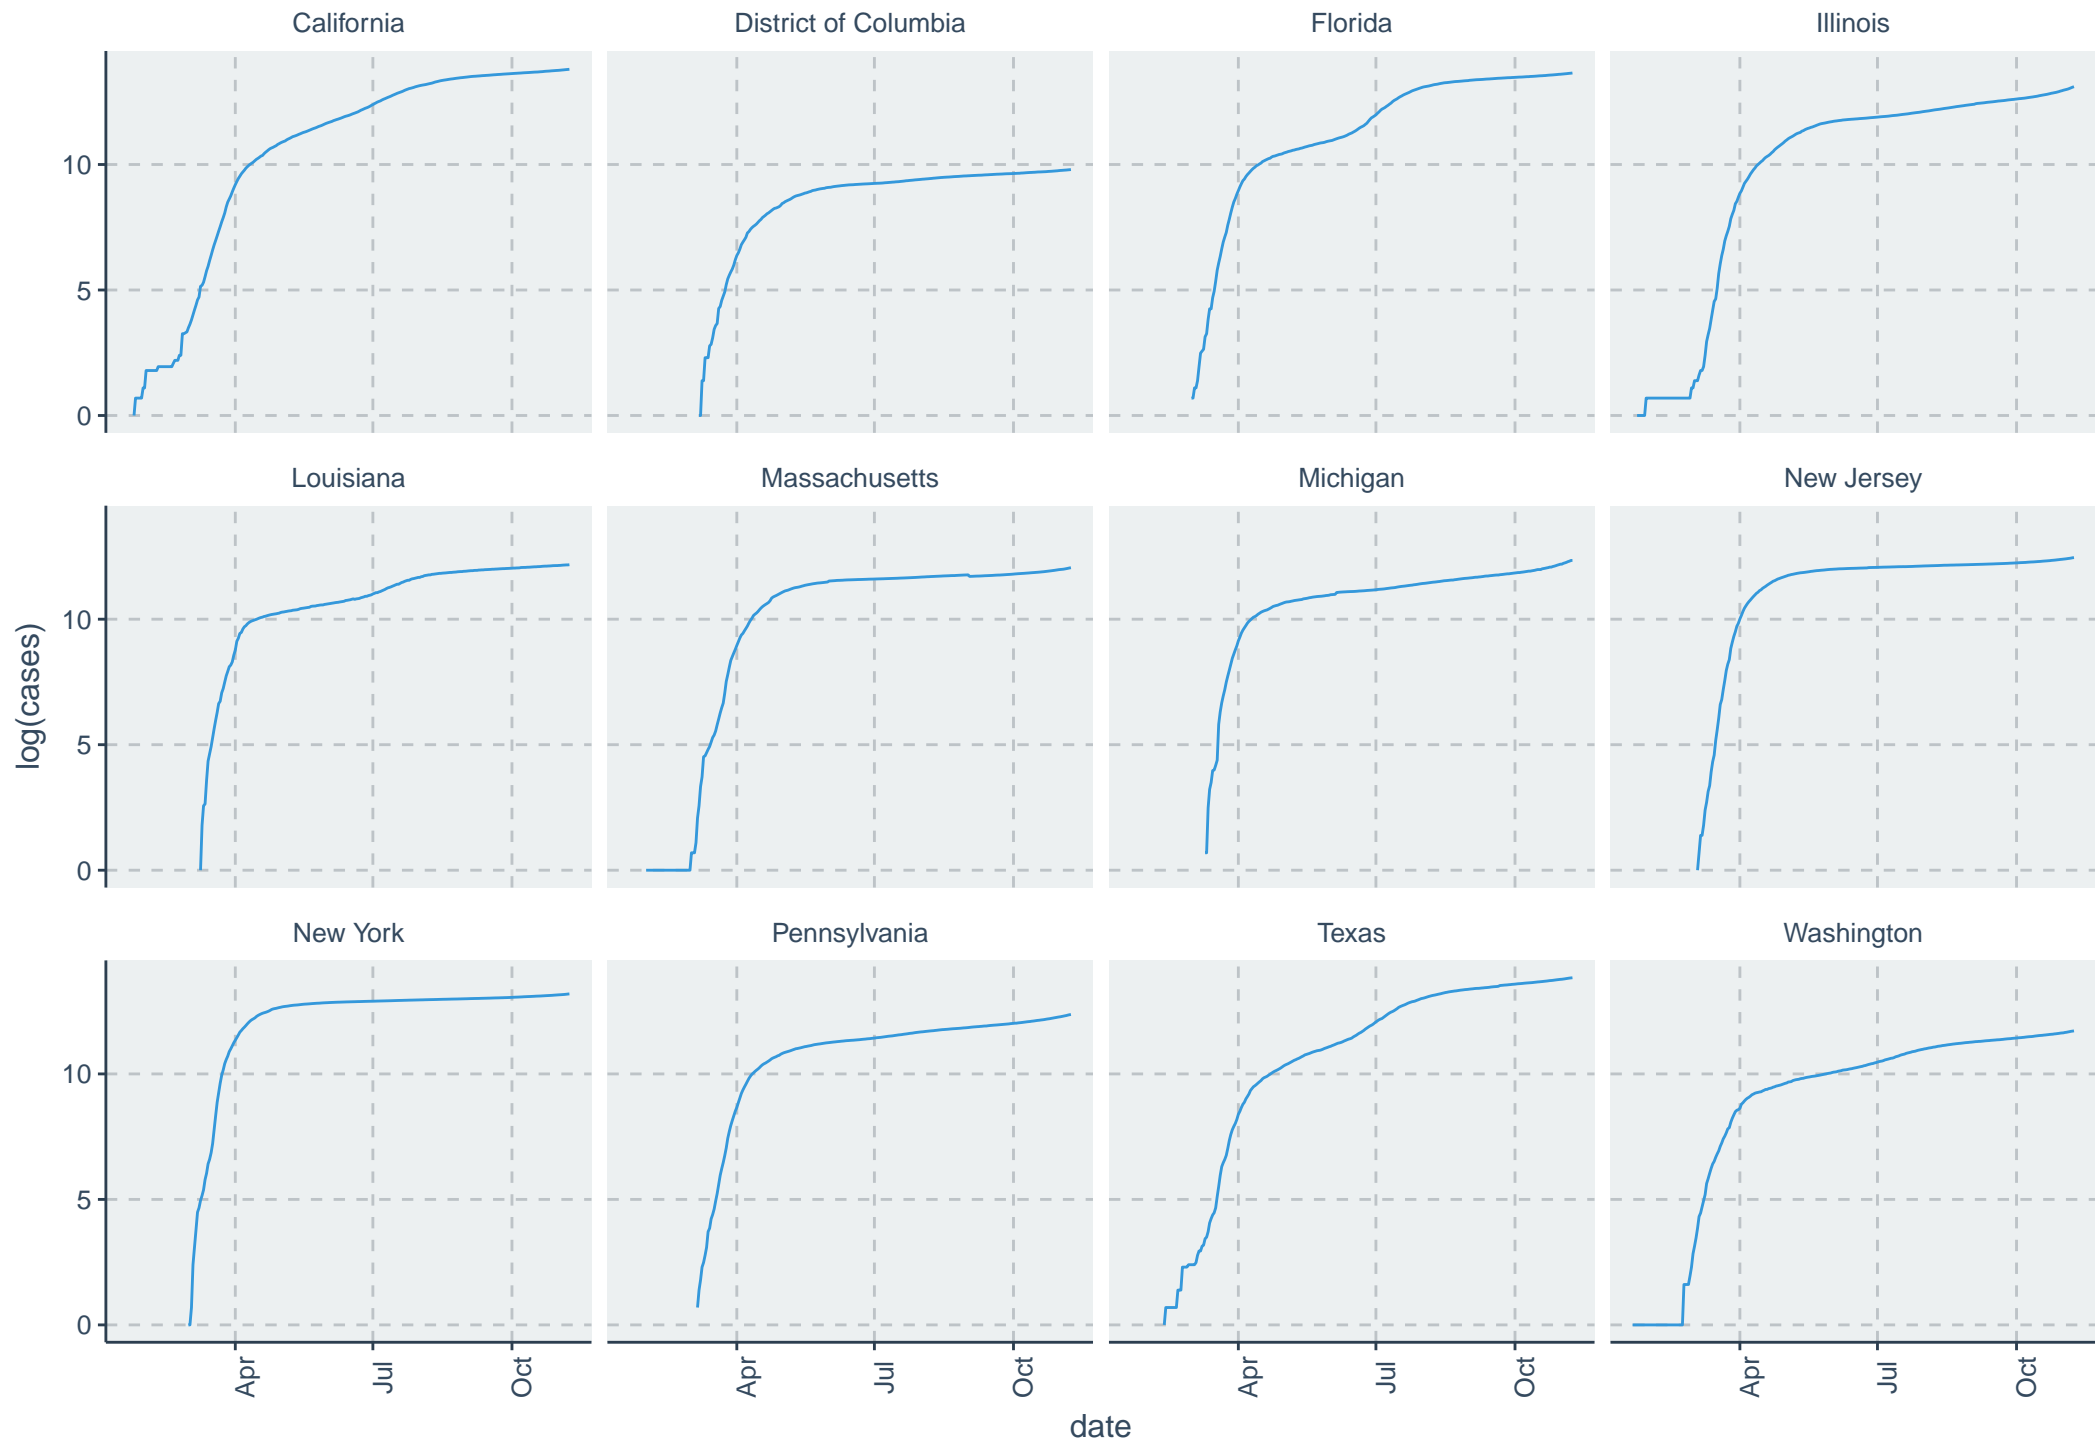 California District of Columbia Florida Illinois
10
5
0
Louisiana Massachusetts Michigan New Jersey
10
5
0
log(cases)
New York Pennsylvania Texas Washington
10
5
0
Apr Jul Oct Apr Jul Oct Apr Jul Oct Apr Jul Oct
date